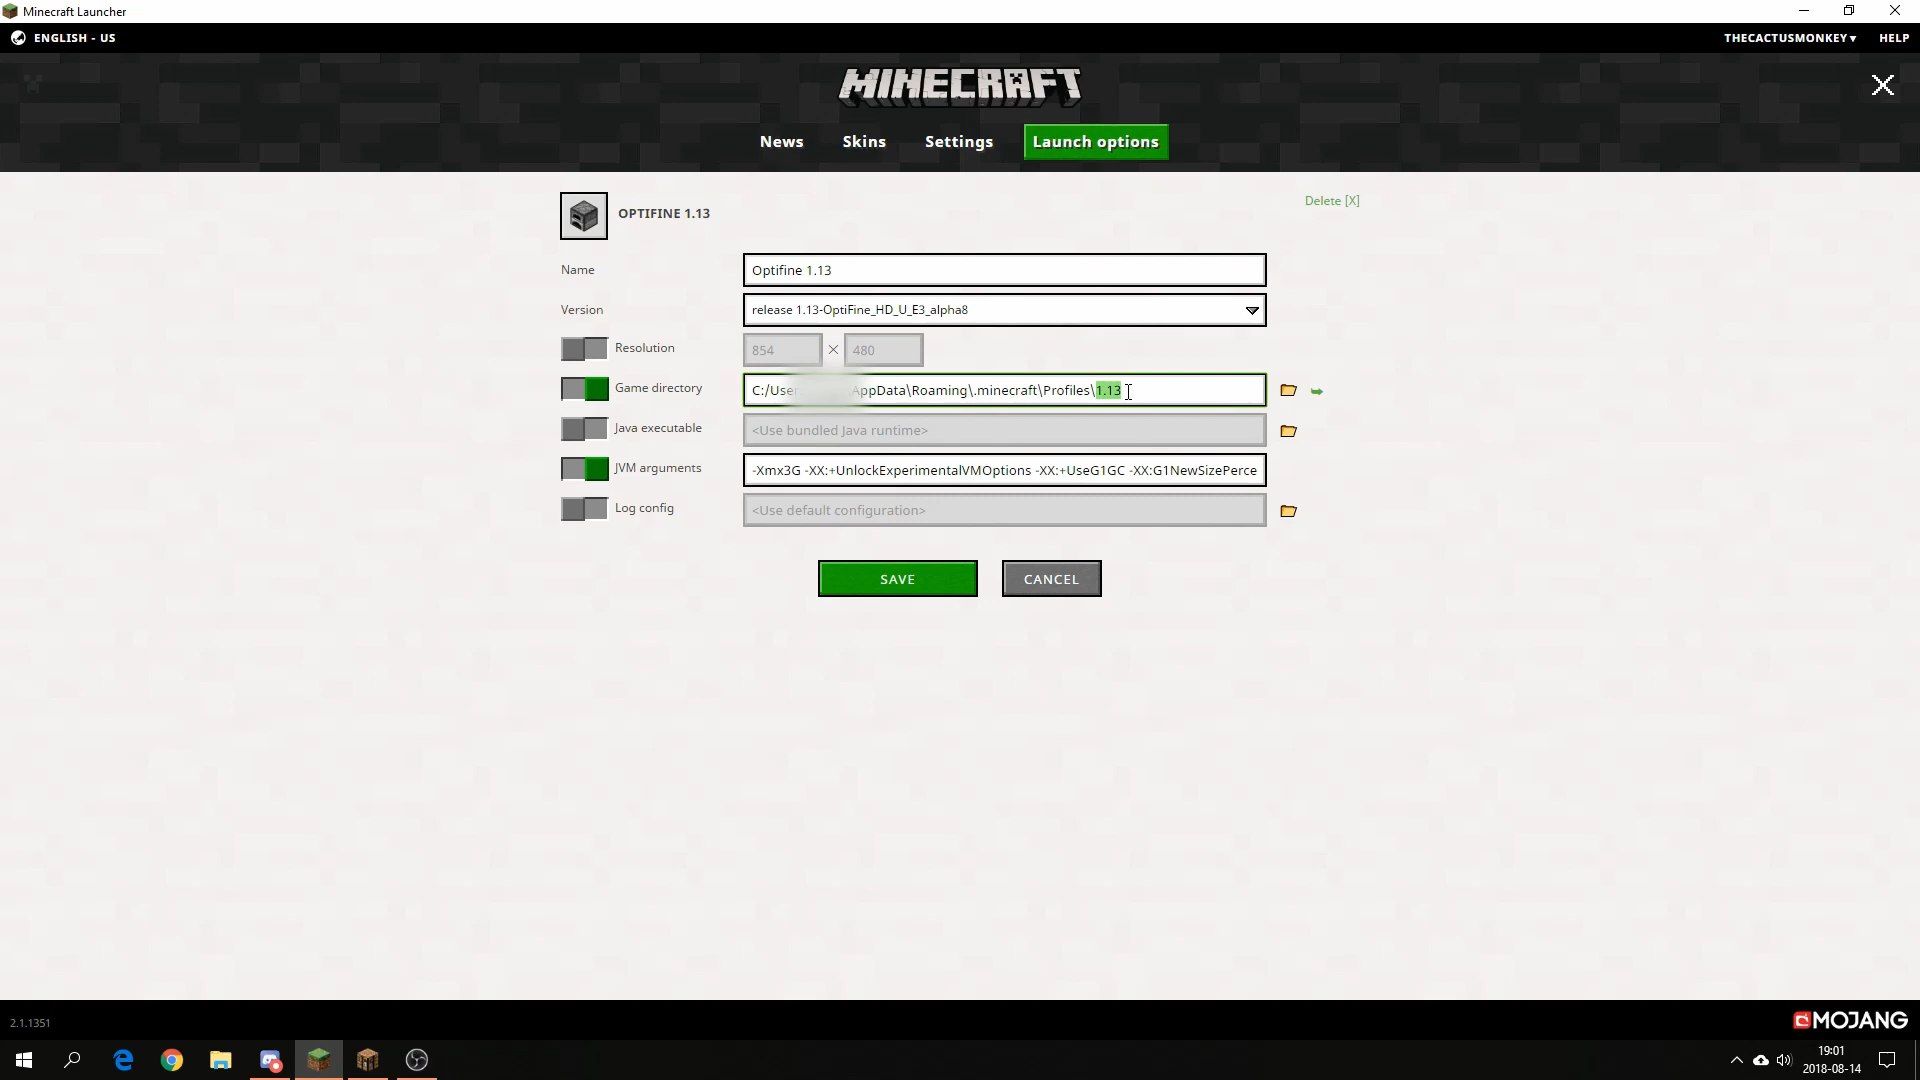 Minecraft Launcher
ENGLISH - US
THECACTUSMONKEY HELP
MINECRAFT
News Skins Settings Launch options
OPTIFINE 1.13
Delete [X]
Name
Optifine 1.13
Version
release 1.13-OptiFine_HD_U_E3_alpha8
Resolution
854 × 480
Game directory
C:/User \AppData\Roaming\.minecraft\Profiles\1.13
Java executable
<Use bundled Java runtime>
JVM arguments
-Xmx3G -XX:+UnlockExperimentalVMOptions -XX:+UseG1GC -XX:G1NewSizePerce
Log config
<Use default configuration>
SAVE
CANCEL
2.1.1351
MOJANG
19:01
2018-08-14